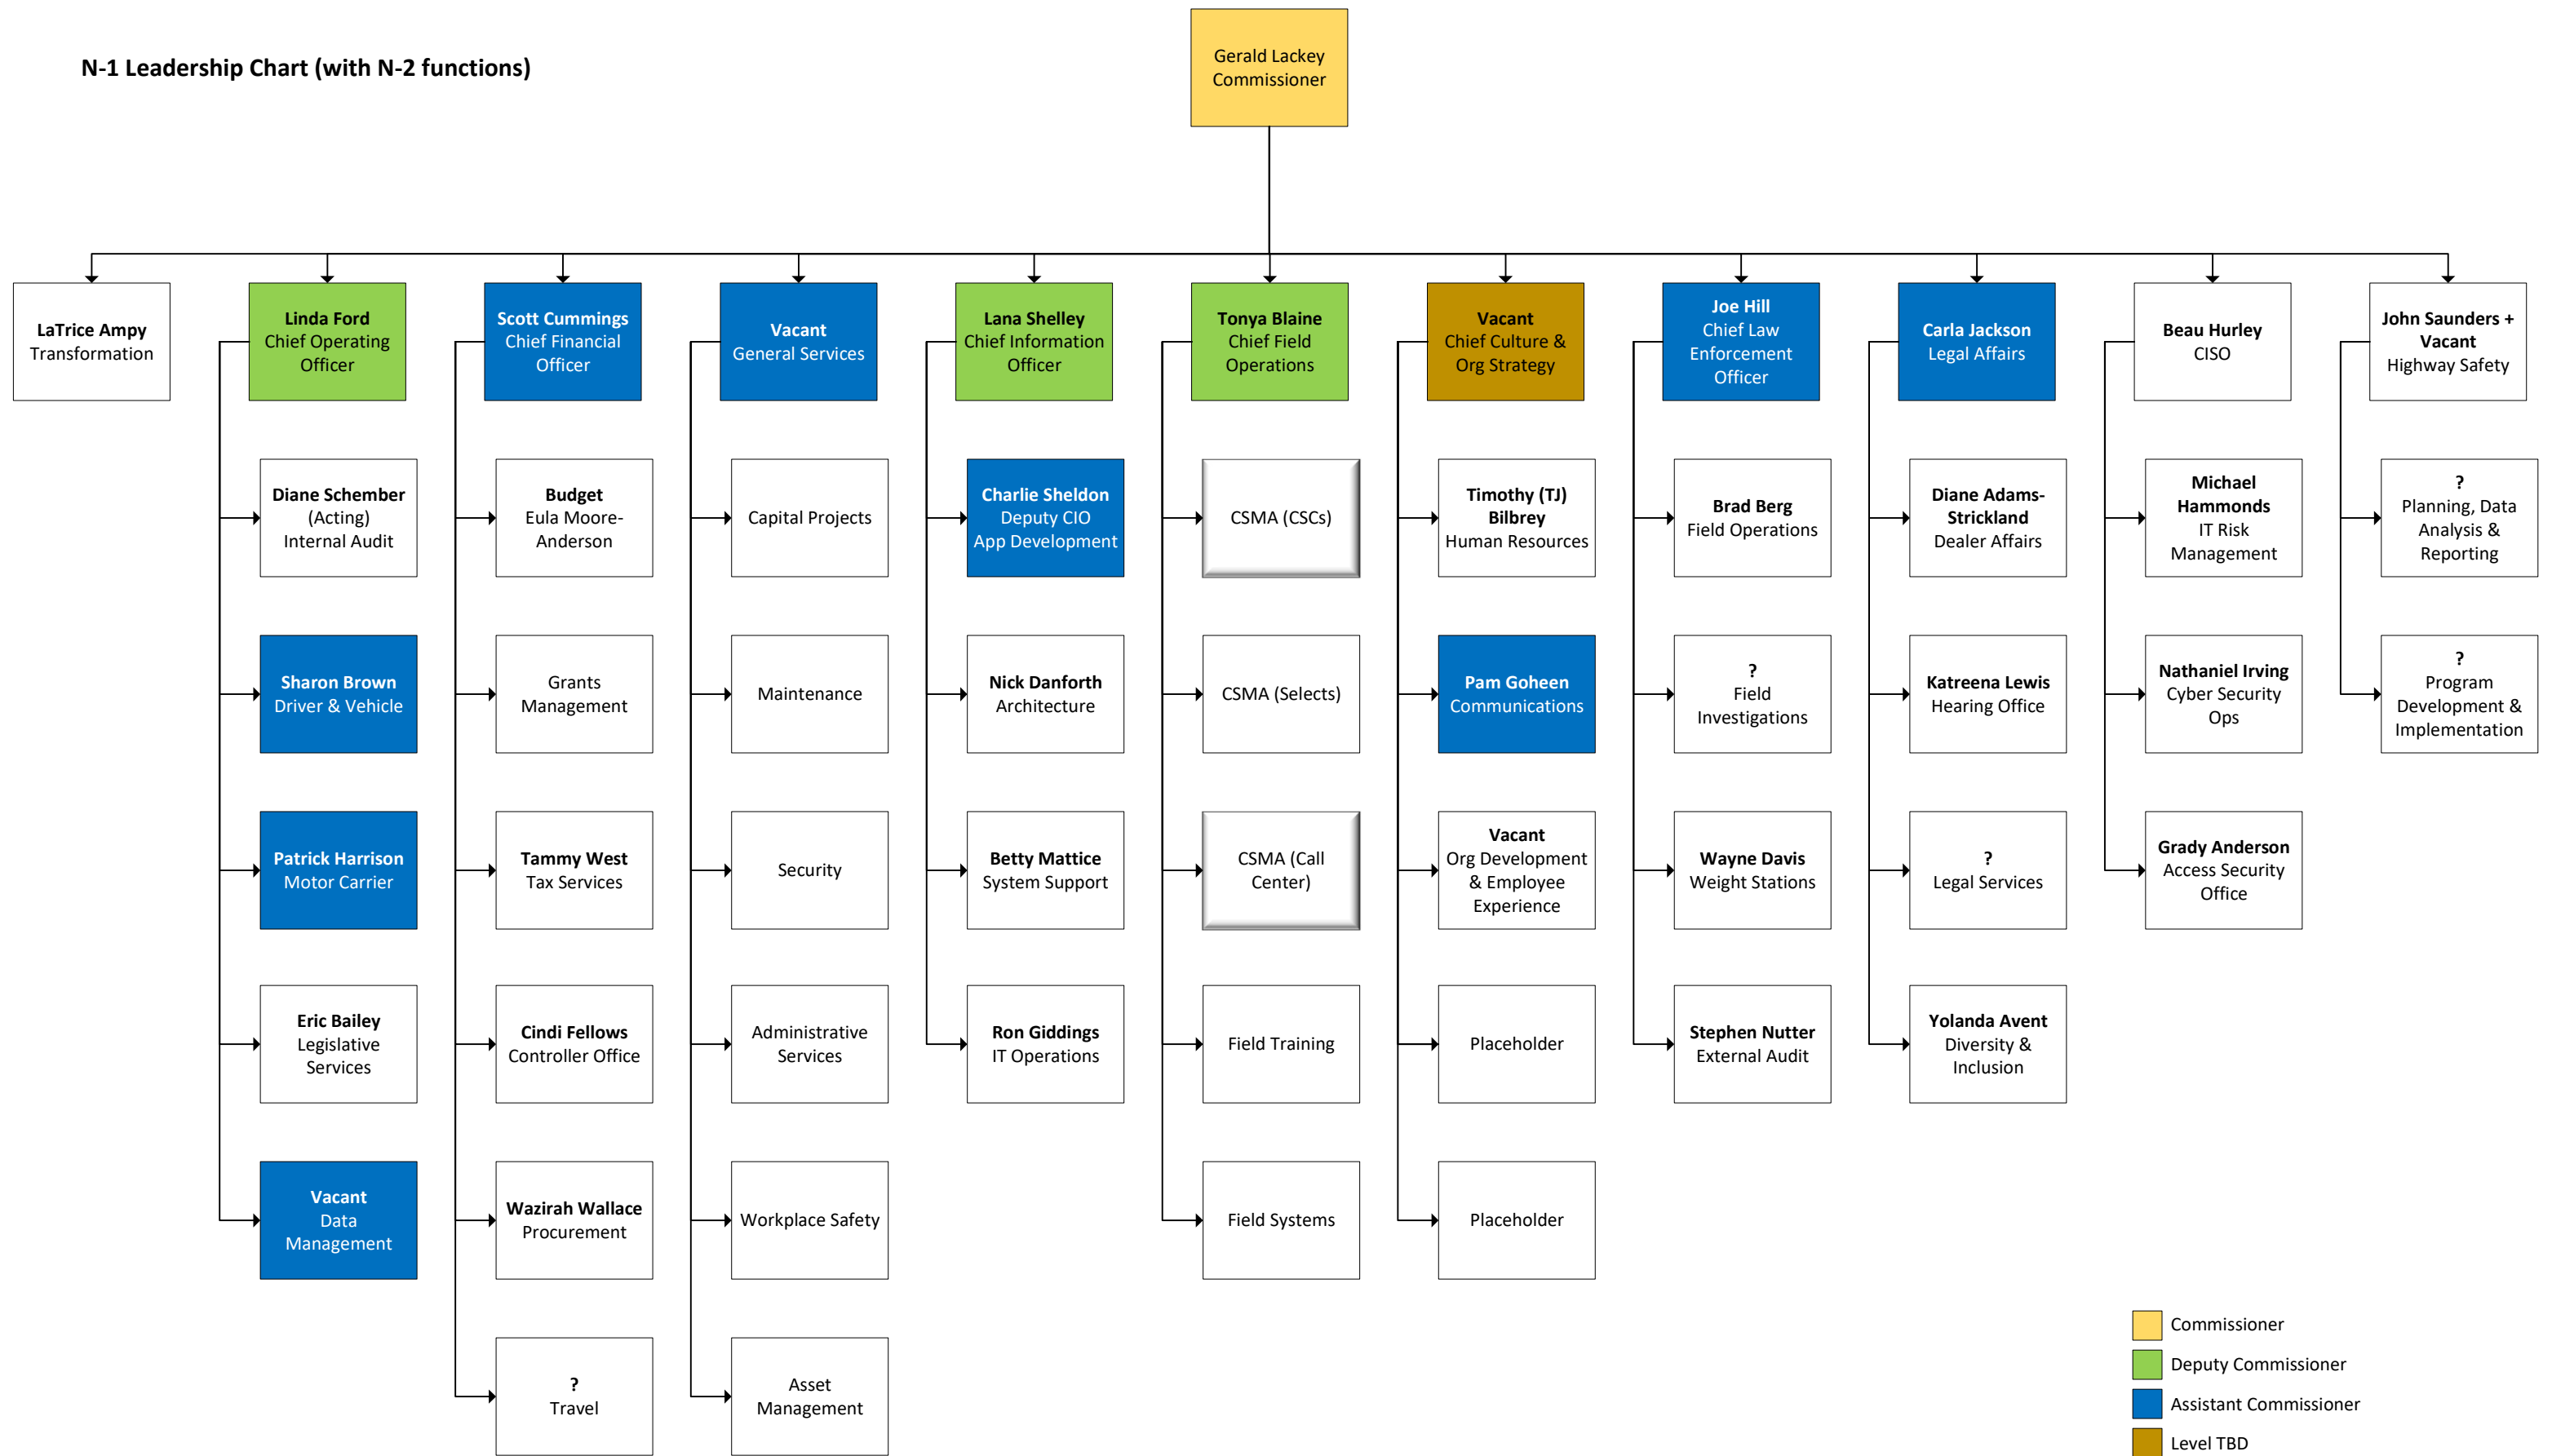 N-1 Leadership Chart (with N-2 functions)
Gerald Lackey
Commissioner
LaTrice Ampy
Transformation
Linda Ford
Chief Operating
Officer
Scott Cummings
Chief Financial
Officer
Vacant
General Services
Lana Shelley
Chief Information
Officer
Tonya Blaine
Chief Field
Operations
Vacant
Chief Culture &
Org Strategy
Joe Hill
Chief Law
Enforcement
Officer
Carla Jackson
Legal Affairs
Beau Hurley
CISO
John Saunders +
Vacant
Highway Safety
Diane Schember
(Acting)
Internal Audit
Budget
Eula Moore-
Anderson
Capital Projects
Charlie Sheldon
Deputy CIO
App Development
CSMA (CSCs)
Timothy (TJ)
Bilbrey
Human Resources
Brad Berg
Field Operations
Diane Adams-
Strickland
Dealer Affairs
Michael
Hammonds
IT Risk
Management
?
Planning, Data
Analysis &
Reporting
Sharon Brown
Driver & Vehicle
Grants
Management
Maintenance
Nick Danforth
Architecture
CSMA (Selects)
Pam Goheen
Communications
?
Field
Investigations
Katreena Lewis
Hearing Office
Nathaniel Irving
Cyber Security
Ops
?
Program
Development &
Implementation
Patrick Harrison
Motor Carrier
Tammy West
Tax Services
Security
Betty Mattice
System Support
CSMA (Call
Center)
Vacant
Org Development
& Employee
Experience
Wayne Davis
Weight Stations
?
Legal Services
Grady Anderson
Access Security
Office
Eric Bailey
Legislative
Services
Cindi Fellows
Controller Office
Administrative
Services
Ron Giddings
IT Operations
Field Training
Placeholder
Stephen Nutter
External Audit
Yolanda Avent
Diversity &
Inclusion
Vacant
Data
Management
Wazirah Wallace
Procurement
Workplace Safety
Field Systems
Placeholder
?
Travel
Asset
Management
Commissioner
Deputy Commissioner
Assistant Commissioner
Level TBD